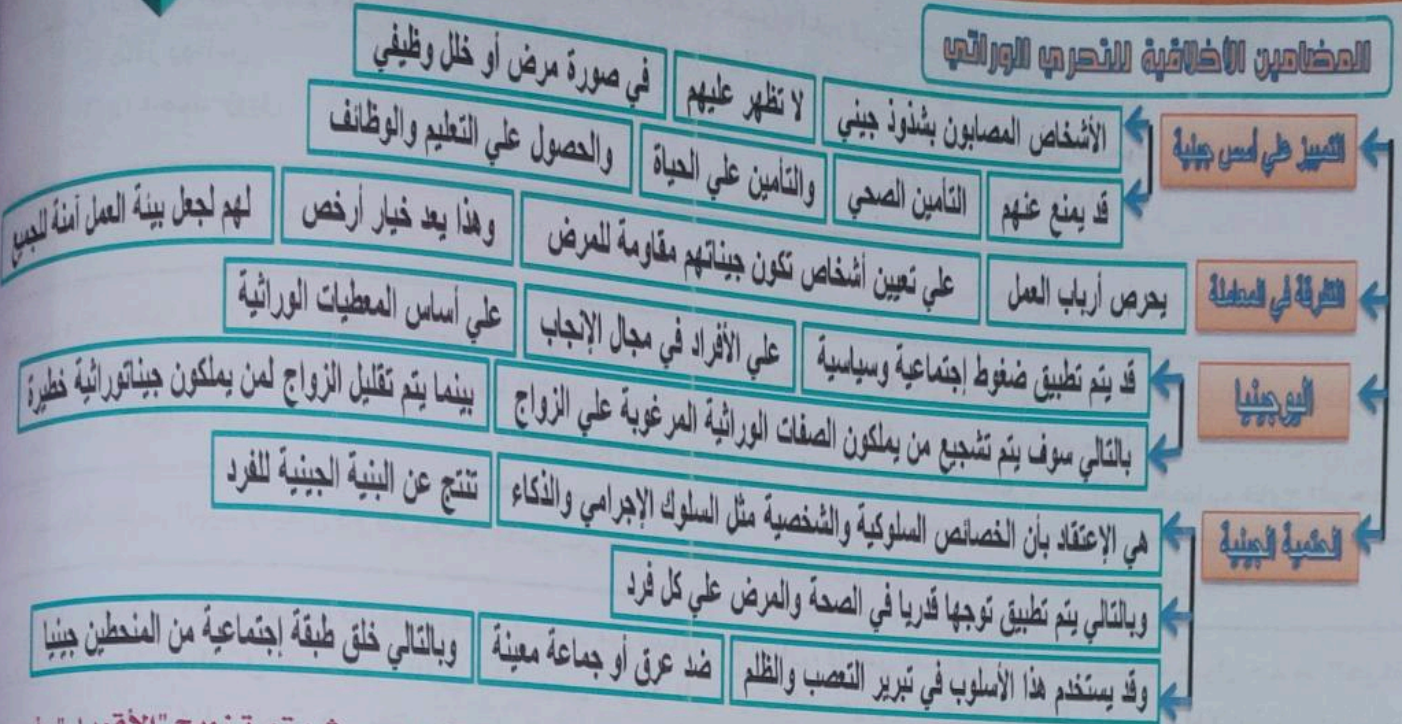 المضامين الأخلاقية للتحري الوراثي
التمييز علي أسس جينية
الأشخاص المصابون بشذوذ جيني لا تظهر عليهم في صورة مرض أو خلل وظيفي
قد يمنع عنهم التأمين الصحي والتأمين علي الحياة والحصول علي التعليم والوظائف
التفرقة في المعاملة
يحرص أرباب العمل علي تعيين أشخاص تكون جيناتهم مقاومة للمرض وهذا يعد خيار أرخص لهم لجعل بيئة العمل آمنة للجميع
اليوجينيا
قد يتم تطبيق ضغوط إجتماعية وسياسية علي الأفراد في مجال الإنجاب علي أساس المعطيات الوراثية
بالتالي سوف يتم تشجيع من يملكون الصفات الوراثية المرغوبة علي الزواج بينما يتم تقليل الزواج لمن يملكون جيناتوراثية خطيرة
الحتمية الجينية
هي الإعتقاد بأن الخصائص السلوكية والشخصية مثل السلوك الإجرامي والذكاء تنتج عن البنية الجينية للفرد
وبالتالي يتم تطبيق توجها قدريا في الصحة والمرض علي كل فرد
وقد يستخدم هذا الأسلوب في تبرير التعصب والظلم ضد عرق أو جماعة معينة وبالتالي خلق طبقة إجتماعية من المنحطين جينيا